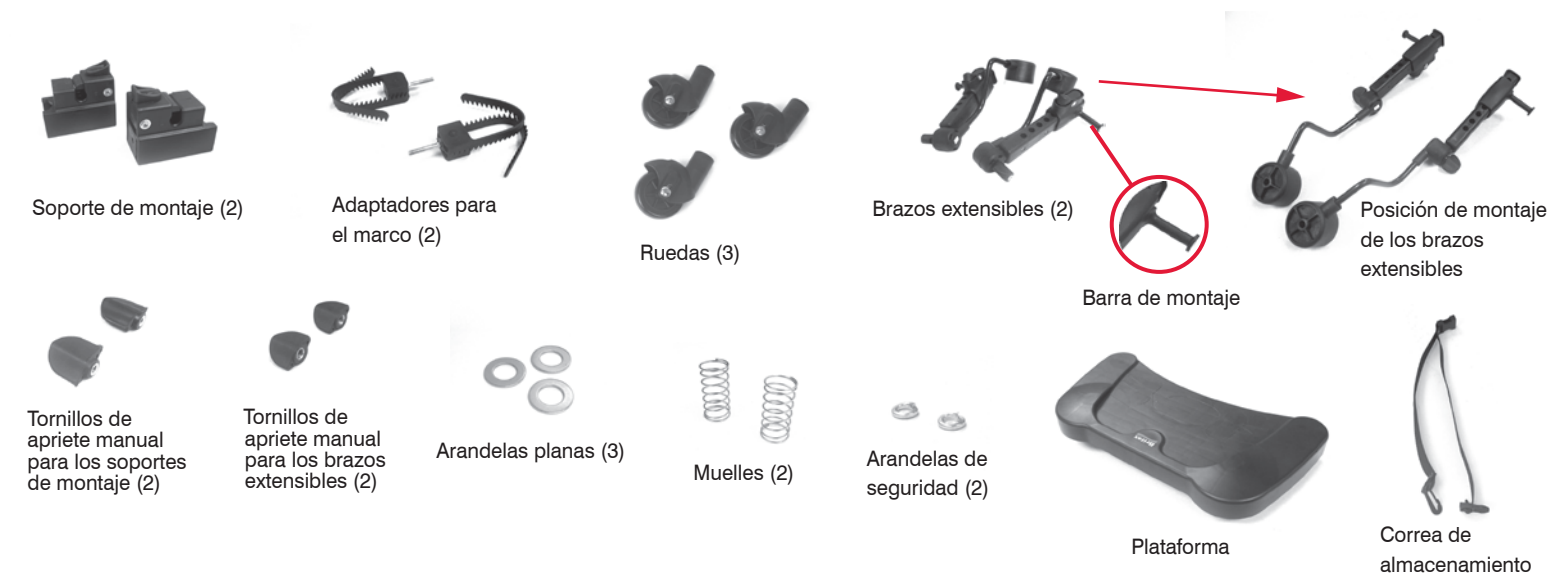 Soporte de montaje (2)
Adaptadores para
el marco (2)
Ruedas (3)
Brazos extensibles (2)
Posición de montaje
de los brazos
extensibles
Barra de montaje
Tornillos de
apriete manual
para los soportes
de montaje (2)
Tornillos de
apriete manual
para los brazos
extensibles (2)
Arandelas planas (3)
Muelles (2)
Arandelas de
seguridad (2)
Plataforma
Correa de
almacenamiento